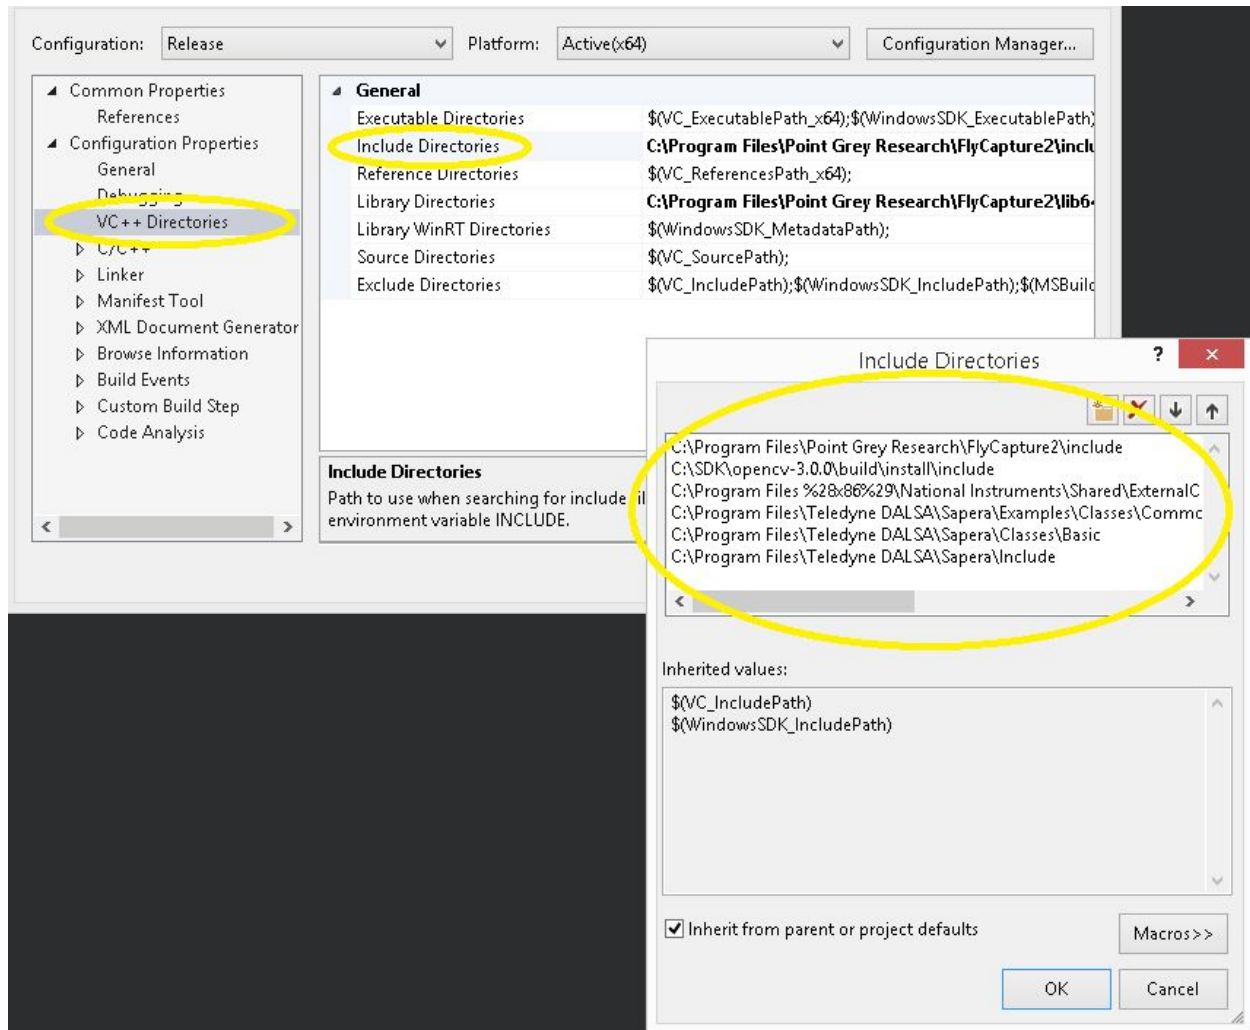 Configuration: Release Platform: Active(x64) Configuration Manager...
Common Properties
References
Configuration Properties
General
Debugging
VC++ Directories
C/C++
Linker
Manifest Tool
XML Document Generator
Browse Information
Build Events
Custom Build Step
Code Analysis
General
Executable Directories $(VC_ExecutablePath_x64);$(WindowsSDK_ExecutablePath)
Include Directories C:\Program Files\Point Grey Research\FlyCapture2\inclu
Reference Directories $(VC_ReferencesPath_x64);
Library Directories C:\Program Files\Point Grey Research\FlyCapture2\lib64
Library WinRT Directories $(WindowsSDK_MetadataPath);
Source Directories $(VC_SourcePath);
Exclude Directories $(VC_IncludePath);$(WindowsSDK_IncludePath);$(MSBuild
Include Directories
Path to use when searching for include fil
environment variable INCLUDE.
Include Directories ?
C:\Program Files\Point Grey Research\FlyCapture2\include
C:\SDK\opencv-3.0.0\build\install\include
C:\Program Files %28x86%29\National Instruments\Shared\ExternalC
C:\Program Files\Teledyne DALSA\Sapera\Examples\Classes\Commo
C:\Program Files\Teledyne DALSA\Sapera\Classes\Basic
C:\Program Files\Teledyne DALSA\Sapera\Include
Inherited values:
$(VC_IncludePath)
$(WindowsSDK_IncludePath)
Inherit from parent or project defaults
Macros>>
OK Cancel